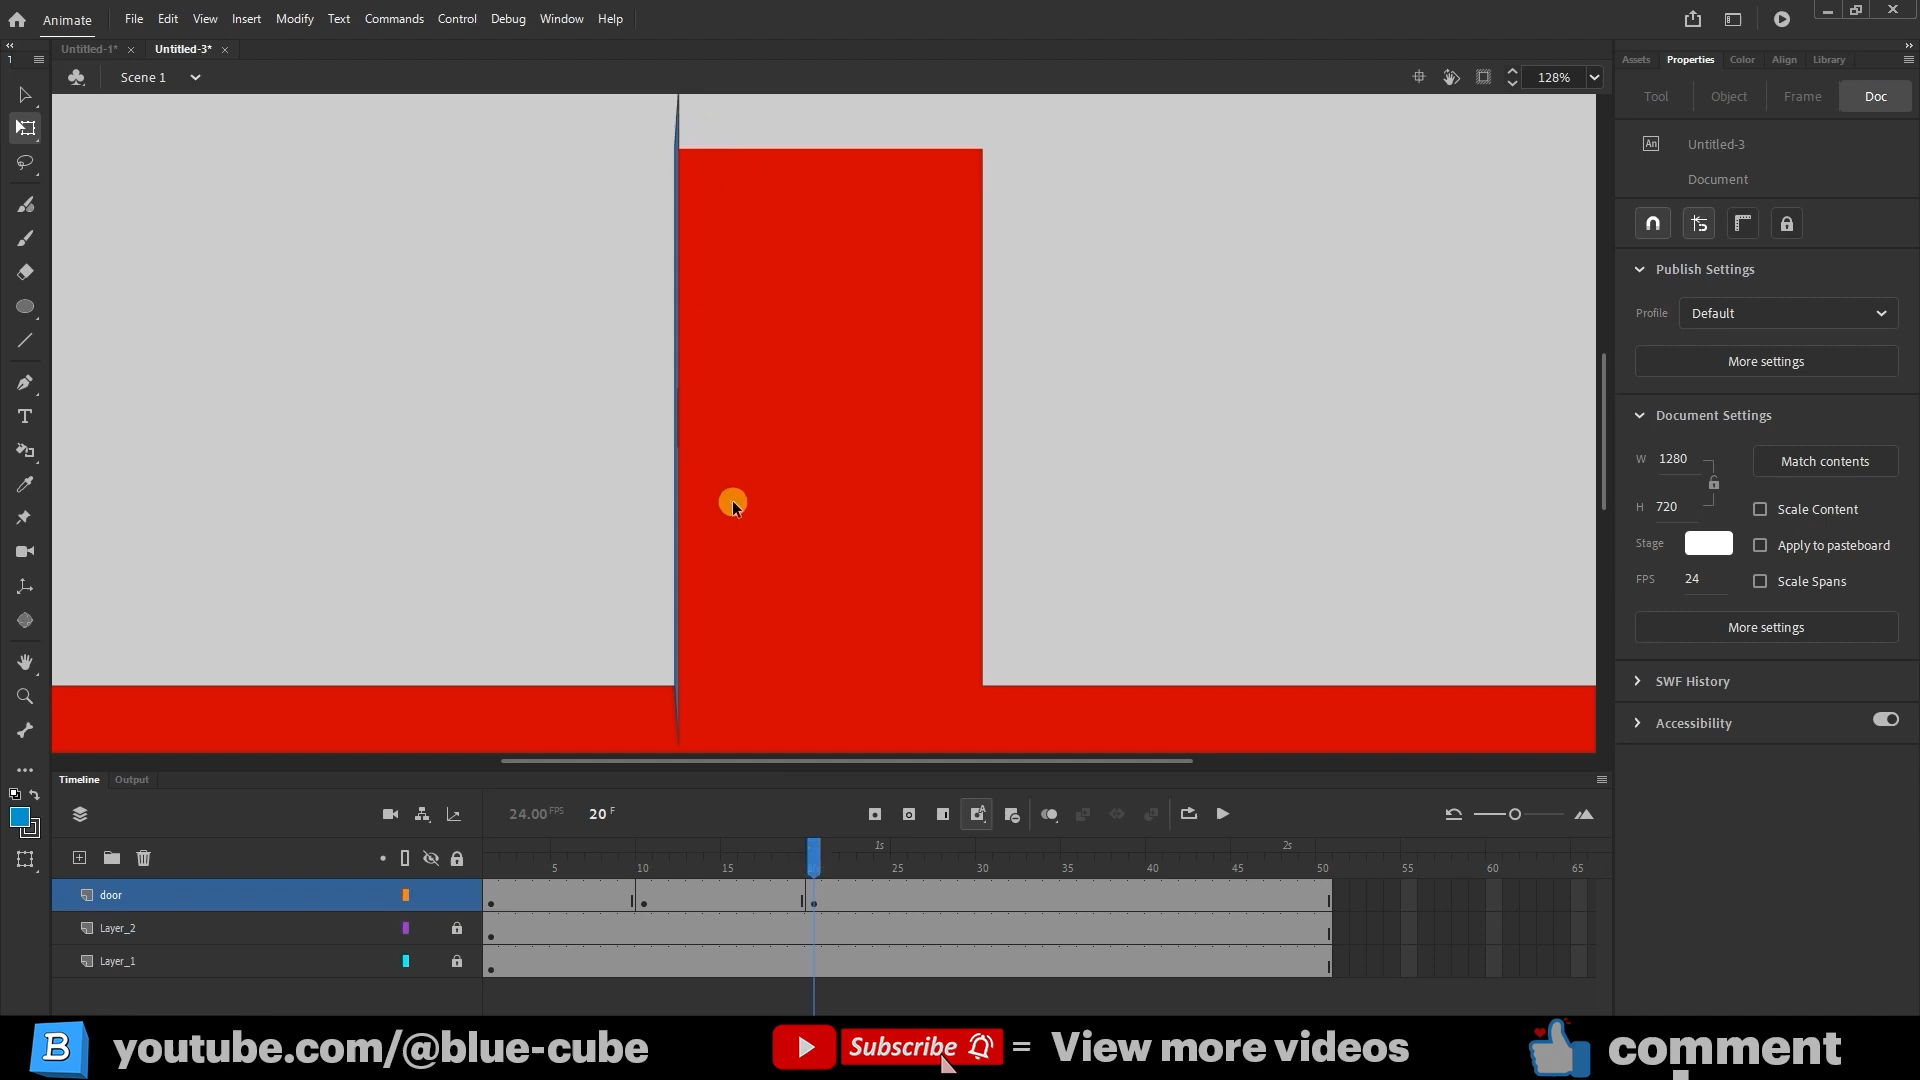 Animate File Edit View Insert Modify Text Commands Control Debug Window Help
Untitled-1* Untitled-3*
Scene 1 128%
Assets Properties Color Align Library
Tool Object Frame Doc
An Untitled-3
Document
Publish Settings
Profile Default
More settings
Document Settings
W 1280 Match contents
H 720 Scale Content
Stage Apply to pasteboard
FPS 24 Scale Spans
More settings
SWF History
Accessibility
Timeline Output
24.00 FPS 20 F
1s 2s
5 10 15 25 30 35 40 45 50 55 60 65
door
Layer_2
Layer_1
B youtube.com/@blue-cube Subscribe = View more videos comment